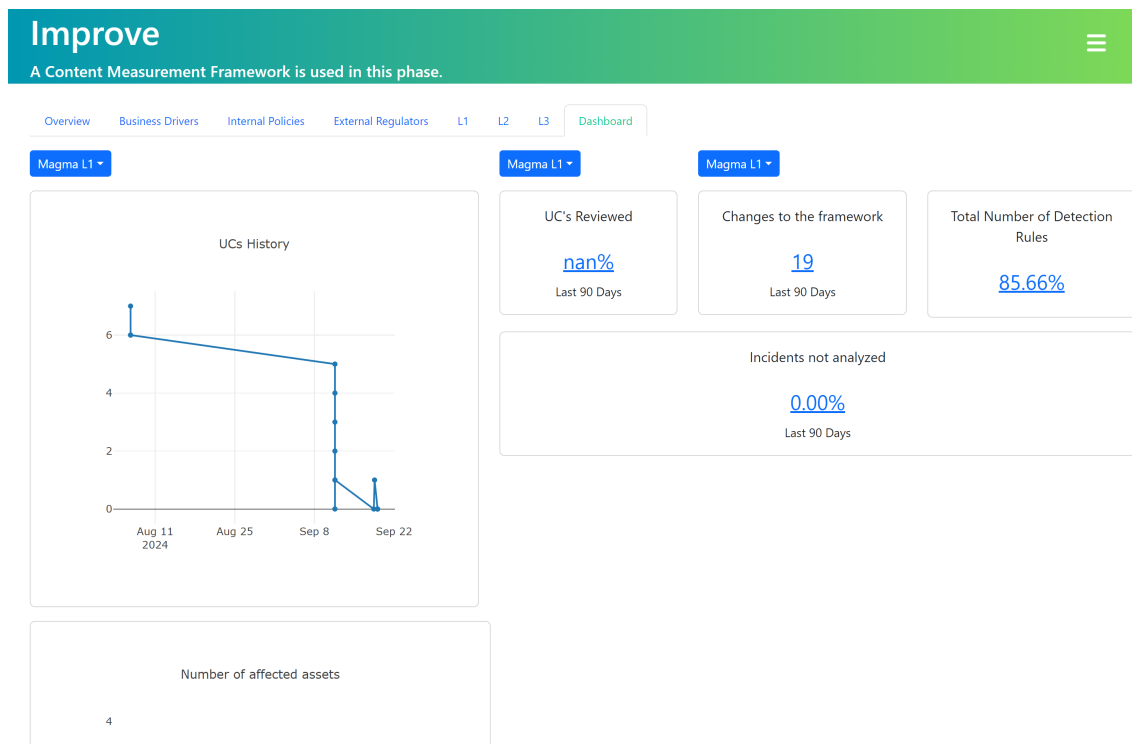 Improve
A Content Measurement Framework is used in this phase.
Overview
Business Drivers
Internal Policies
External Regulators
L1
L2
L3
Dashboard
Magma L1
Magma L1
Magma L1
UCs History
6
4
2
0
Aug 11
2024
Aug 25
Sep 8
Sep 22
UC's Reviewed
nan%
Last 90 Days
Changes to the framework
19
Last 90 Days
Total Number of Detection
Rules
85.66%
Incidents not analyzed
0.00%
Last 90 Days
Number of affected assets
4